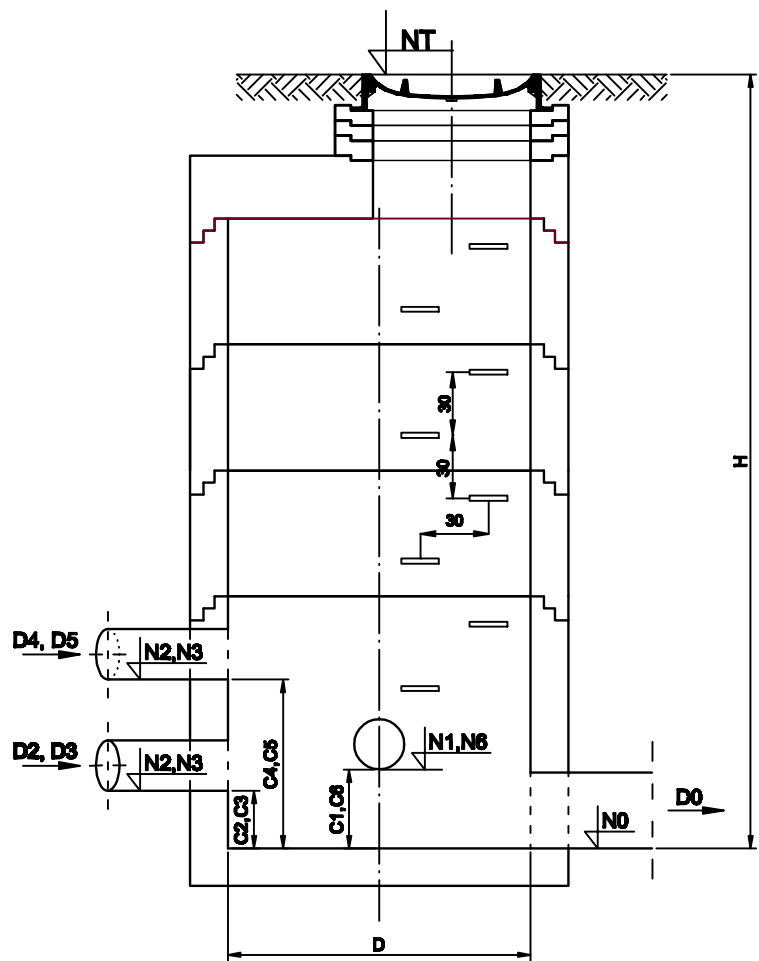 NT
30
30
30
H
D4, D5
N2,N3
D2, D3
N2,N3
C4,C5
C2,C3
C1,C6
N1,N6
D0
N0
D